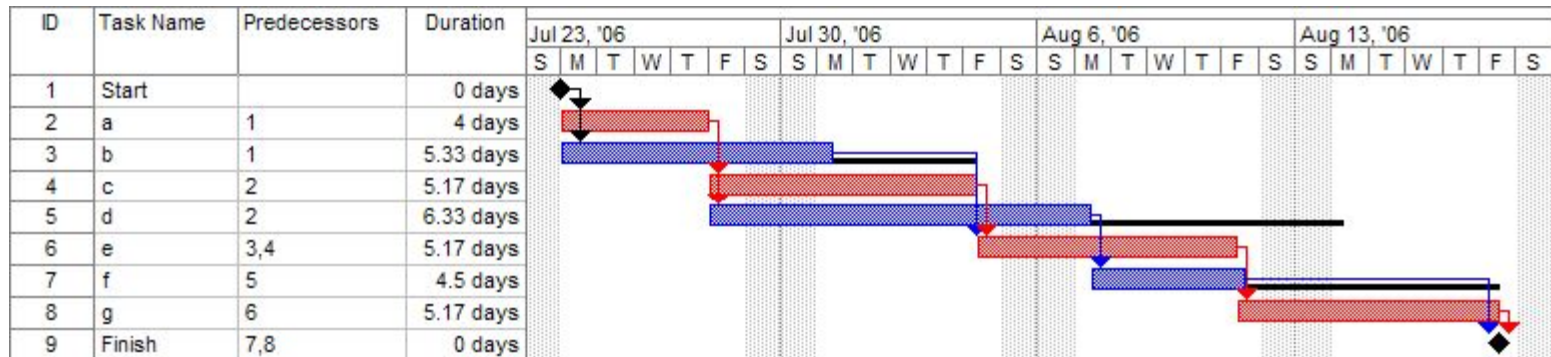 ID Task Name Predecessors Duration Jul 23, '06 Jul 30, '06 Aug 6, '06 Aug 13, '06
S M T W T F S S M T W T F S S M T W T F S S M T W T F S
1 Start 0 days
2 a 1 4 days
3 b 1 5.33 days
4 c 2 5.17 days
5 d 2 6.33 days
6 e 3,4 5.17 days
7 f 5 4.5 days
8 g 6 5.17 days
9 Finish 7,8 0 days